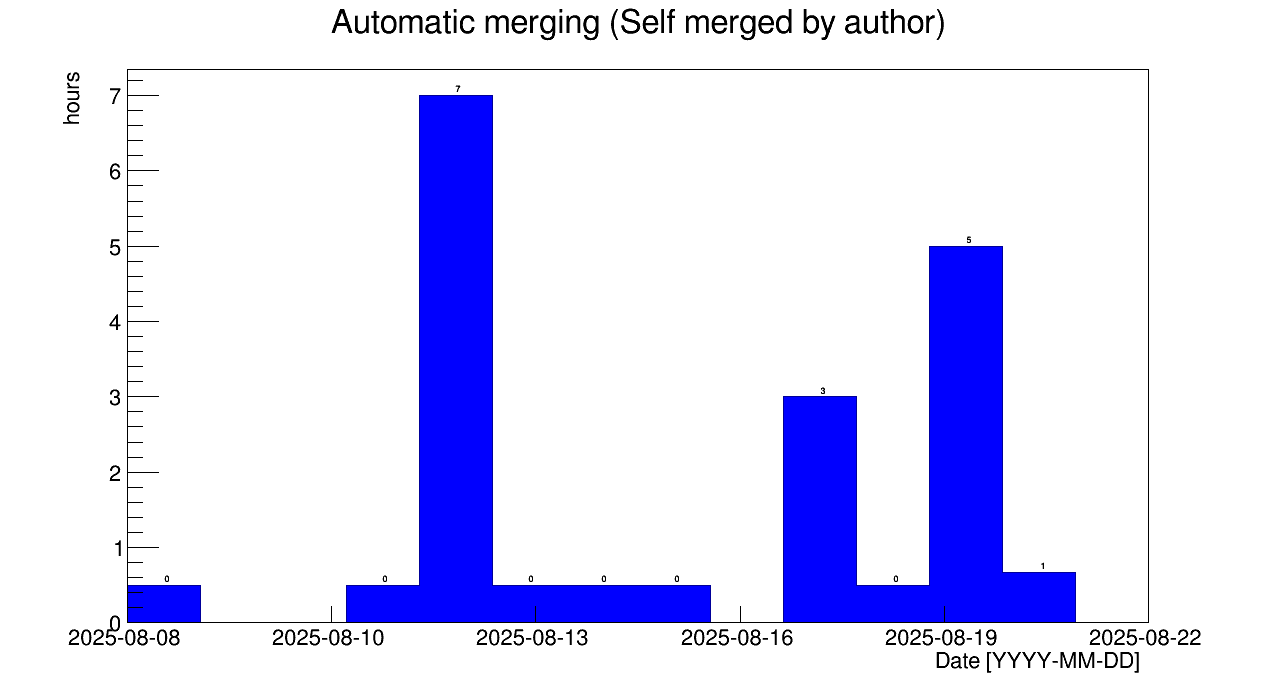 Automatic merging (Self merged by author)
hours
7
6
5
4
3
2
1
0
0 0 7 0 0 0 3 0 5 1
2025-08-08 2025-08-10 2025-08-13 2025-08-16 2025-08-19 2025-08-22
Date [YYYY-MM-DD]